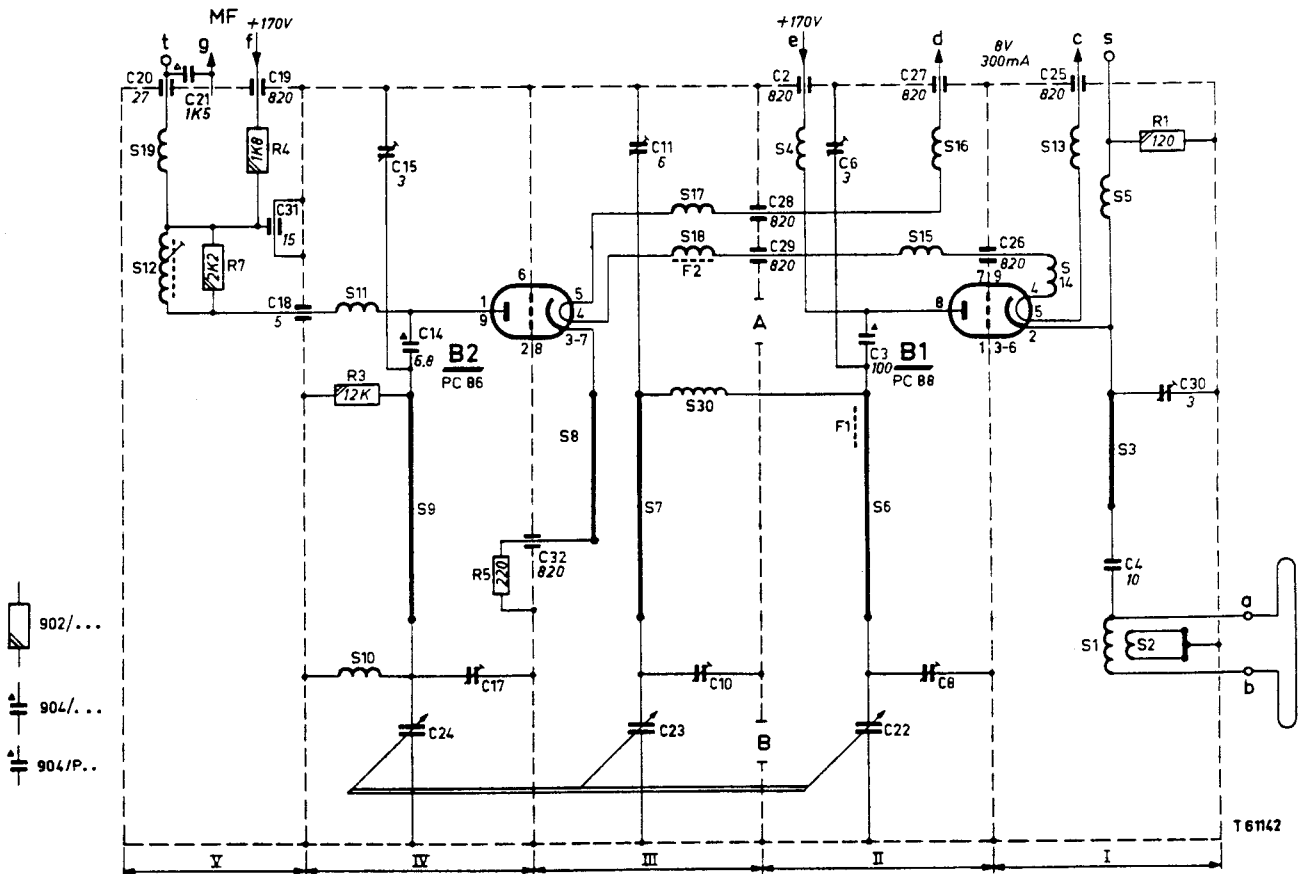 MF
+170V
+170V
t
g
f
e
d
c
s
8V
300mA
C20
27
C21
1K5
C19
820
C2
820
C27
820
C25
820
S19
1K8
R4
C15
3
C11
6
S4
C6
3
S16
S13
R1
120
S5
C31
15
S17
C28
820
S12
2K2
R7
S18
F2
C29
820
S15
C26
820
S
14
C18
5
S11
1
9
6
5
4
3-7
2
8
A
8
7
9
4
5
2
1
3-6
C14
6.8
B2
PC 86
C3
100
B1
PC 88
R3
12K
S30
F1
C30
3
S8
S3
S9
S7
S6
R5
220
C32
820
C4
10
902/...
a
S1
S2
b
S10
C17
C10
C8
904/...
C24
C23
B
C22
904/P..
T 61142
V
IV
III
II
I